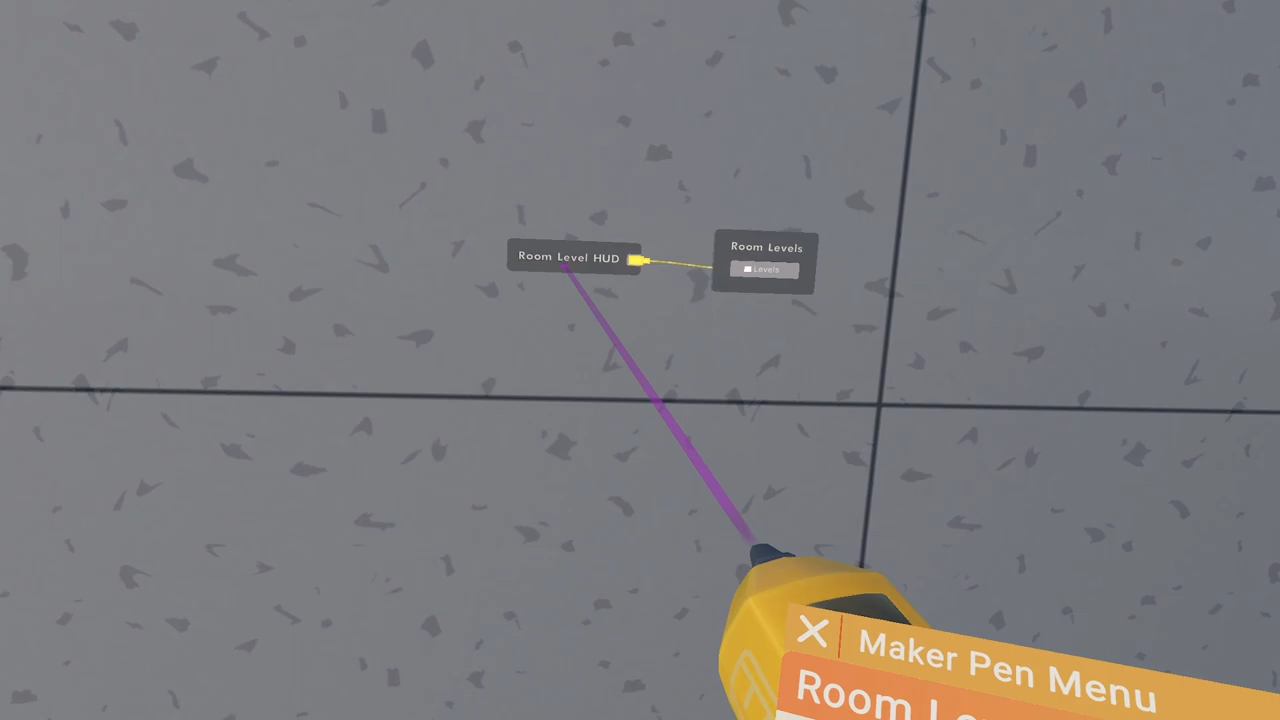 Room Level HUD
Room Levels
Levels
Maker Pen Menu
Room